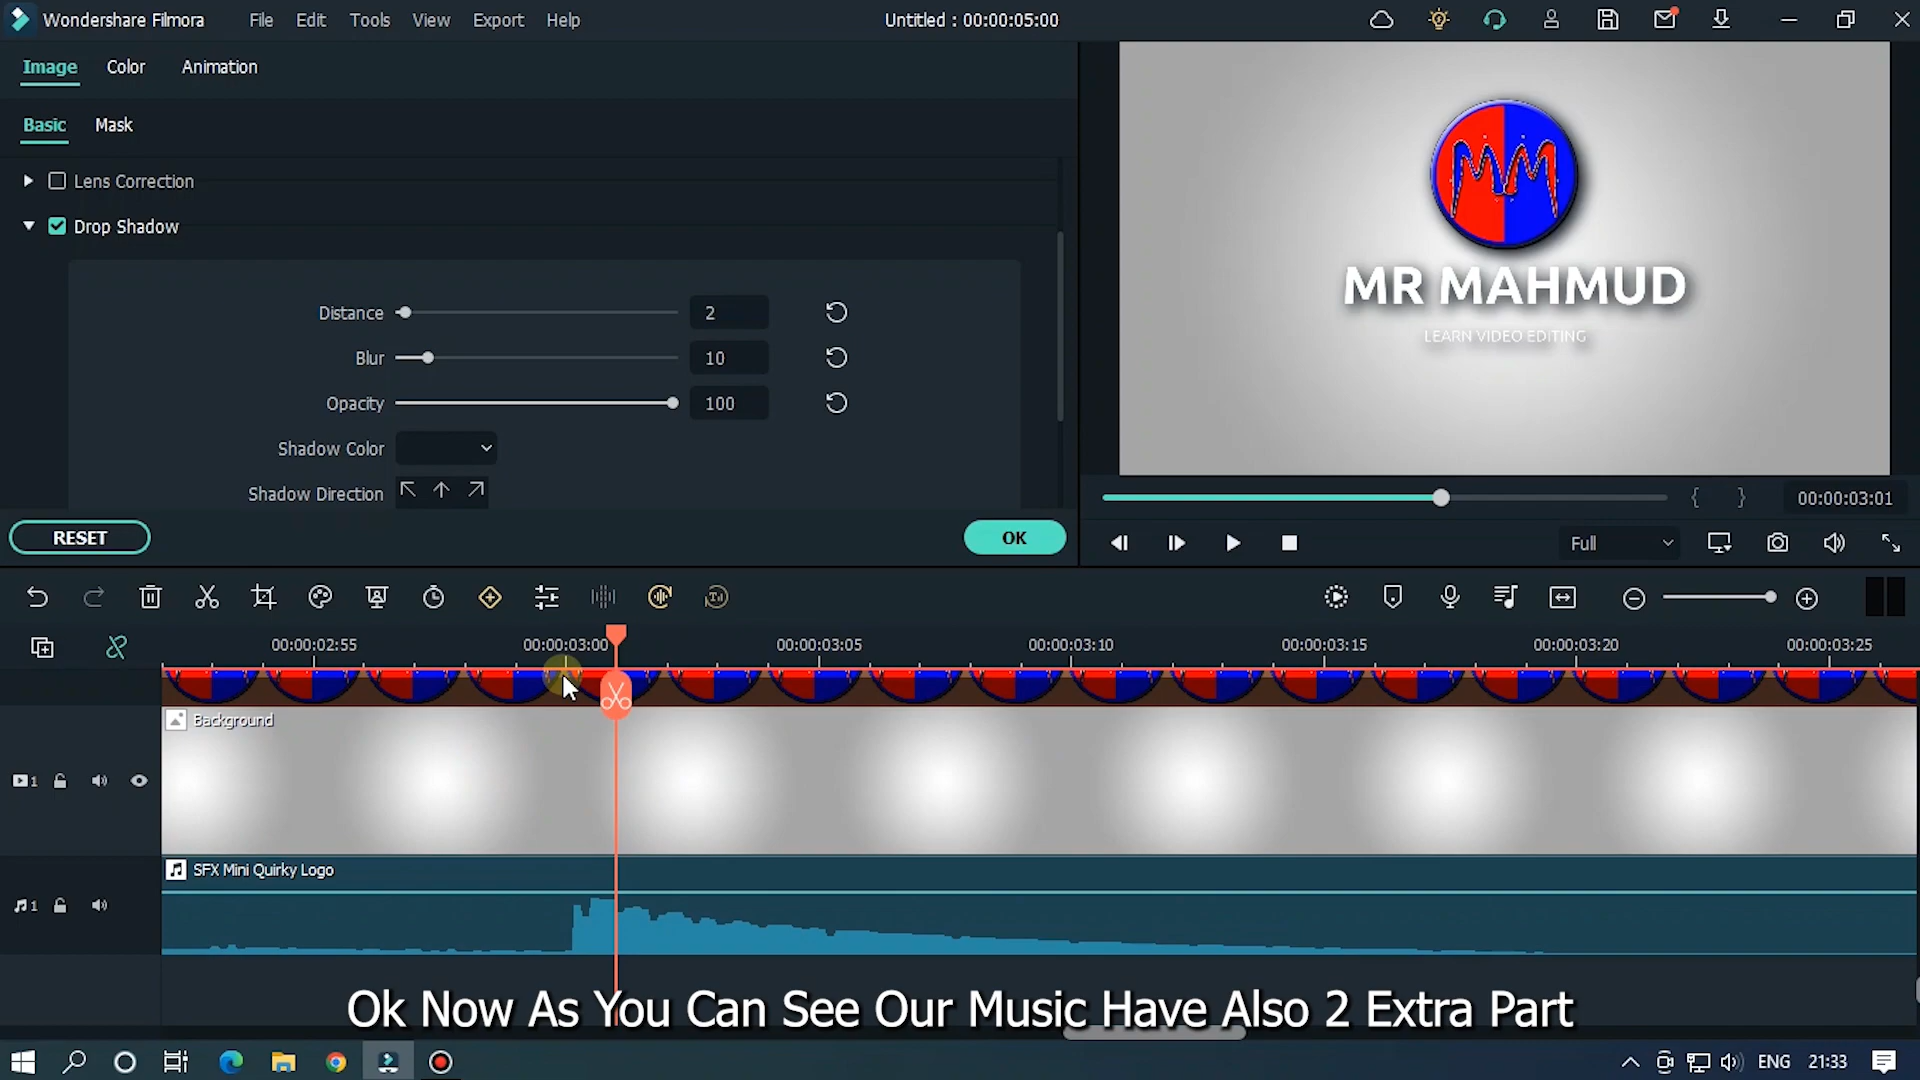 Wondershare Filmora
File Edit Tools View Export Help
Untitled : 00:00:05:00
Image Color Animation
Basic Mask
Lens Correction
Drop Shadow
Distance 2
Blur 10
Opacity 100
Shadow Color
Shadow Direction
RESET
OK
MM
MR MAHMUD
LEARN VIDEO EDITING
{ } 00:00:03:01
Full
00:00:02:55 00:00:03:00 00:00:03:05 00:00:03:10 00:00:03:15 00:00:03:20 00:00:03:25
Background
1
SFX Mini Quirky Logo
1
Ok Now As You Can See Our Music Have Also 2 Extra Part
ENG 21:33